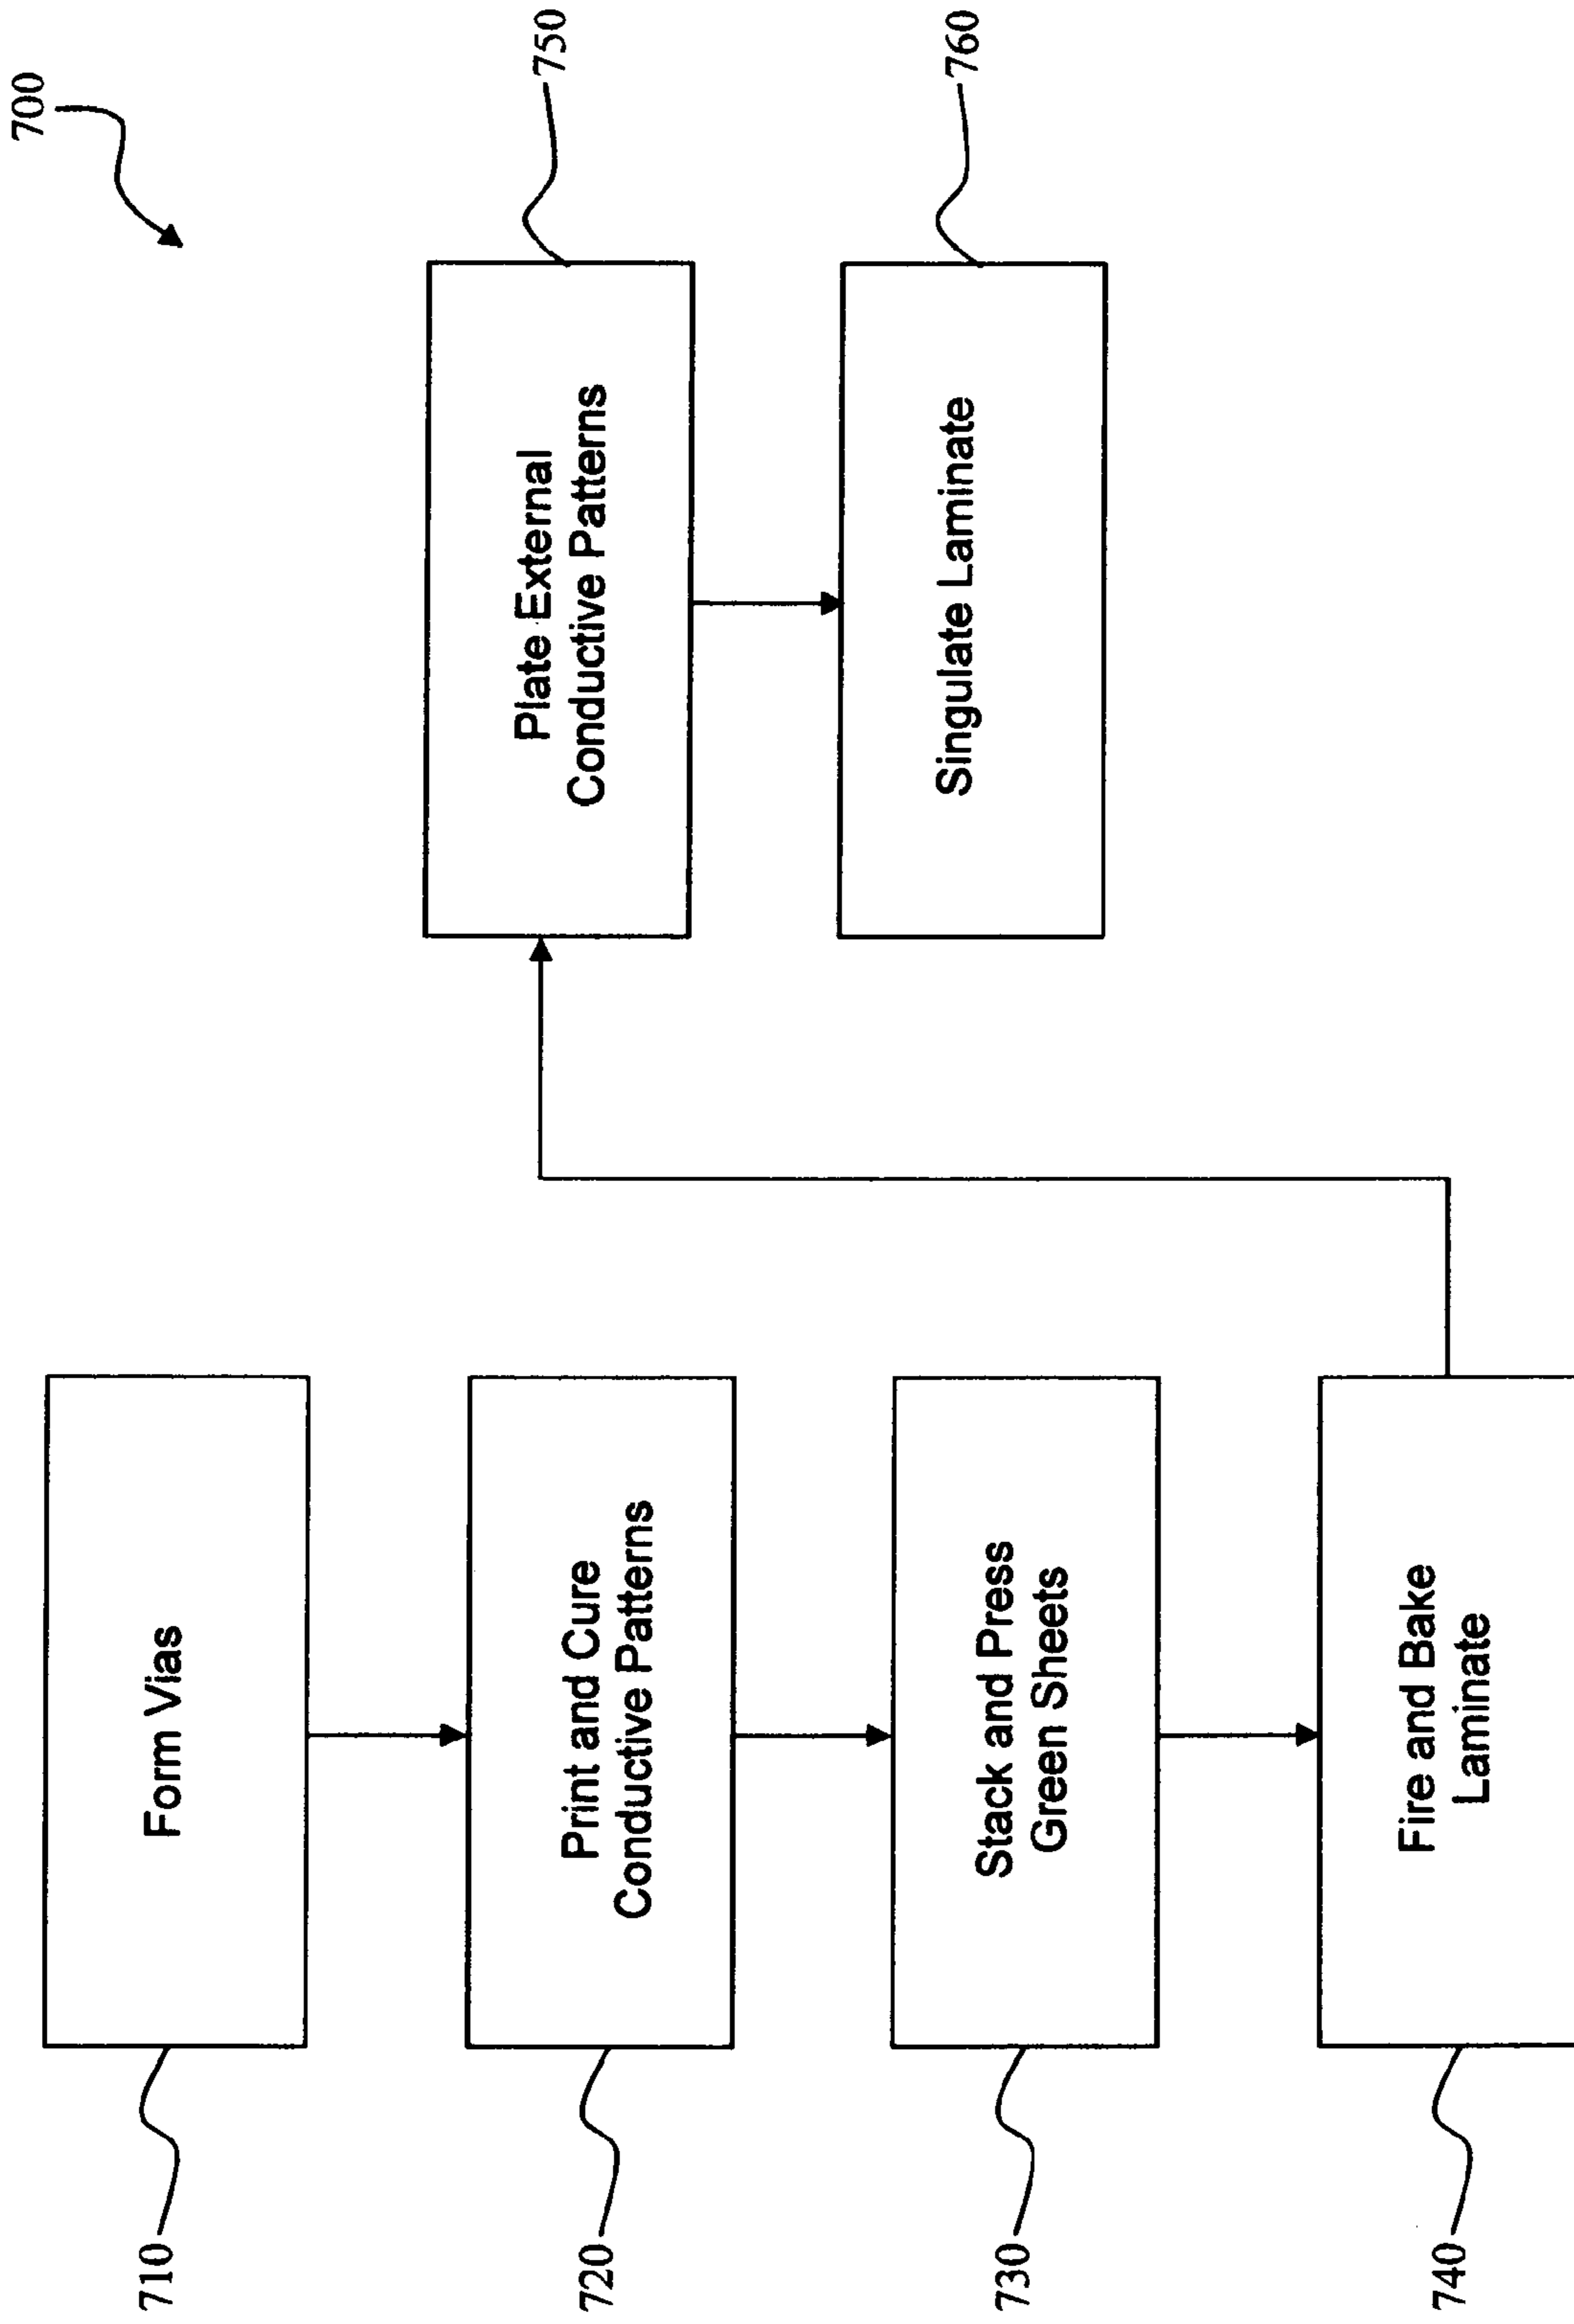 700
710
Form Vias
720
Print and Cure
Conductive Patterns
730
Stack and Press
Green Sheets
740
Fire and Bake
Laminate
750
Plate External
Conductive Patterns
760
Singulate Laminate